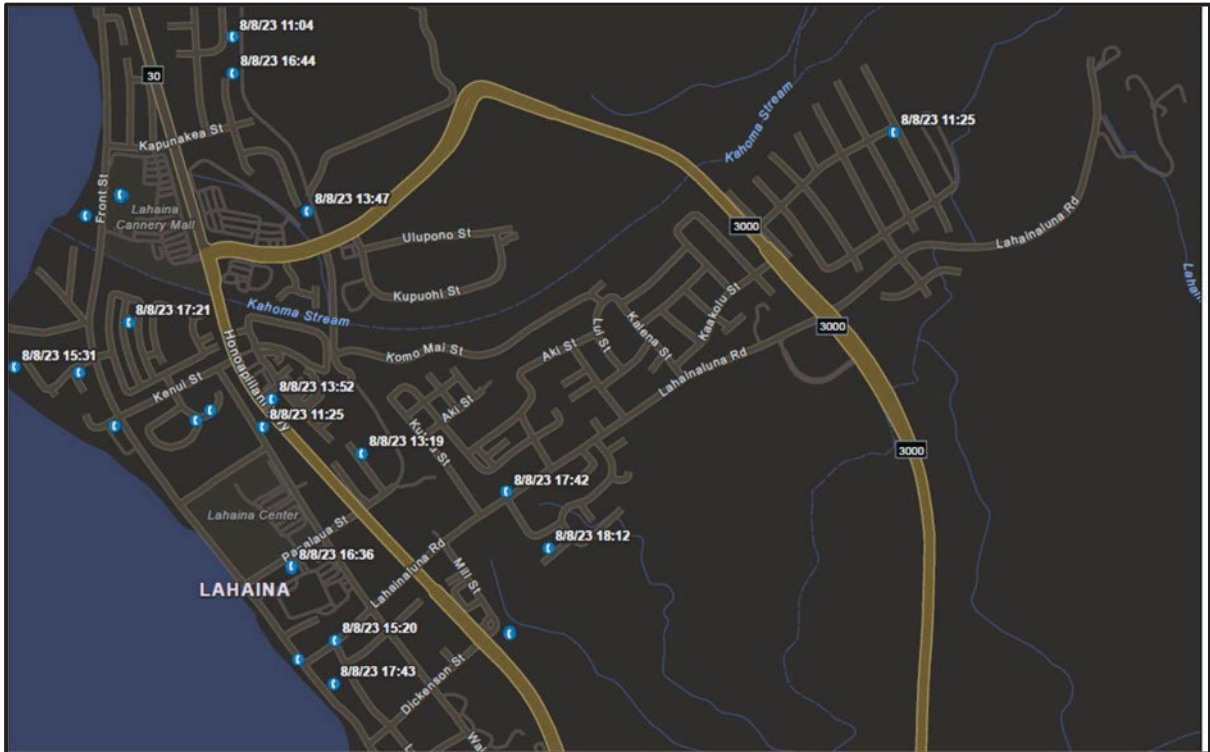 8/8/23 11:04
8/8/23 16:44
30
Kapunakea St
Front St
Lahaina
Cannery Mall
8/8/23 13:47
Ulupono St
Kupuohi St
Kahoma Stream
8/8/23 11:25
3000
Lahainaluna Rd
Kahoma Stream
8/8/23 17:21
8/8/23 15:31
Kenui St
Komo Mai St
Aki St
Lui St
Kalena St
Kaakolu St
Lahainaluna Rd
3000
8/8/23 13:52
8/8/23 11:25
Aki St
8/8/23 13:19
3000
8/8/23 17:42
Lahaina Center
8/8/23 18:12
8/8/23 16:36
LAHAINA
Lahainaluna Rd
Mill St
8/8/23 15:20
8/8/23 17:43
Dickenson St